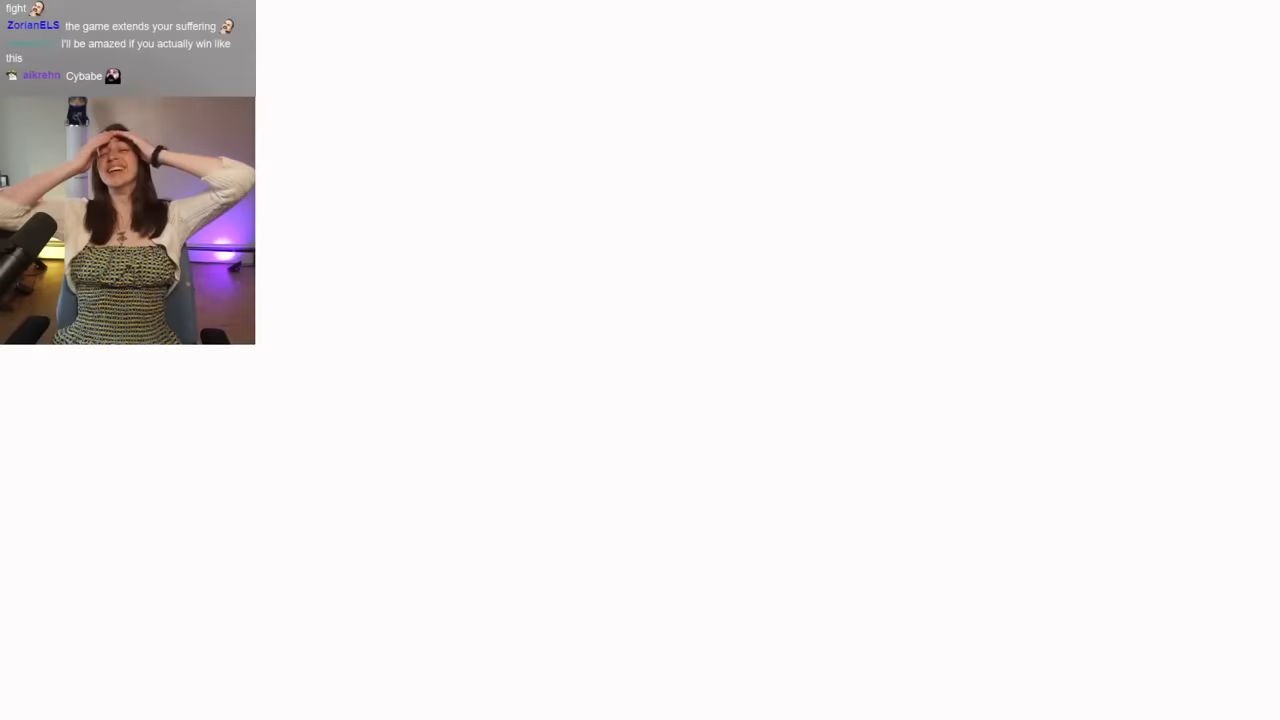 fight
ZorianELS the game extends your suffering
I'll be amazed if you actually win like
this
aikrehn Cybabe